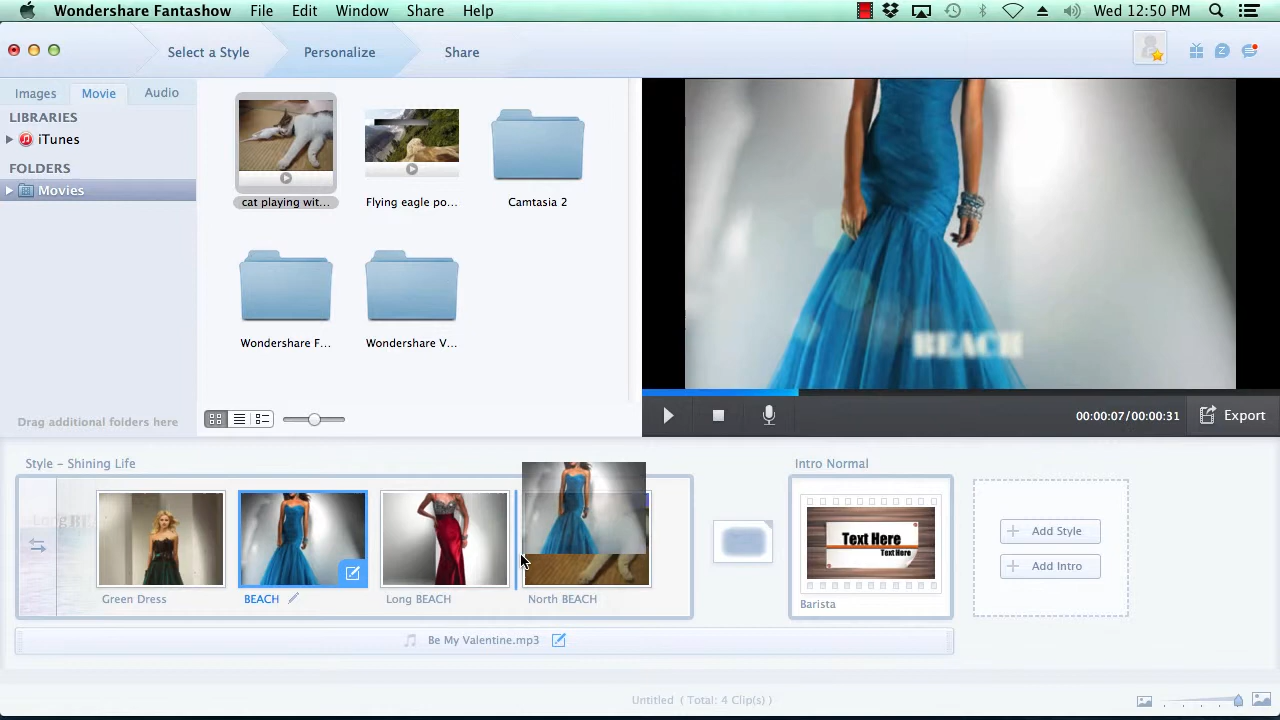 Wondershare Fantashow File Edit Window Share Help Wed 12:50 PM
Select a Style Personalize Share
Images Movie Audio
LIBRARIES
iTunes
FOLDERS
Movies
Drag additional folders here
cat playing wit... Flying eagle po... Camtasia 2
Wondershare F... Wondershare V...
BEACH
00:00:07/00:00:31 Export
Style - Shining Life Intro Normal
Text Here
Text Here
Add Style
Add Intro
Green Dress BEACH Long BEACH North BEACH Barista
Be My Valentine.mp3
Untitled ( Total: 4 Clip(s) )